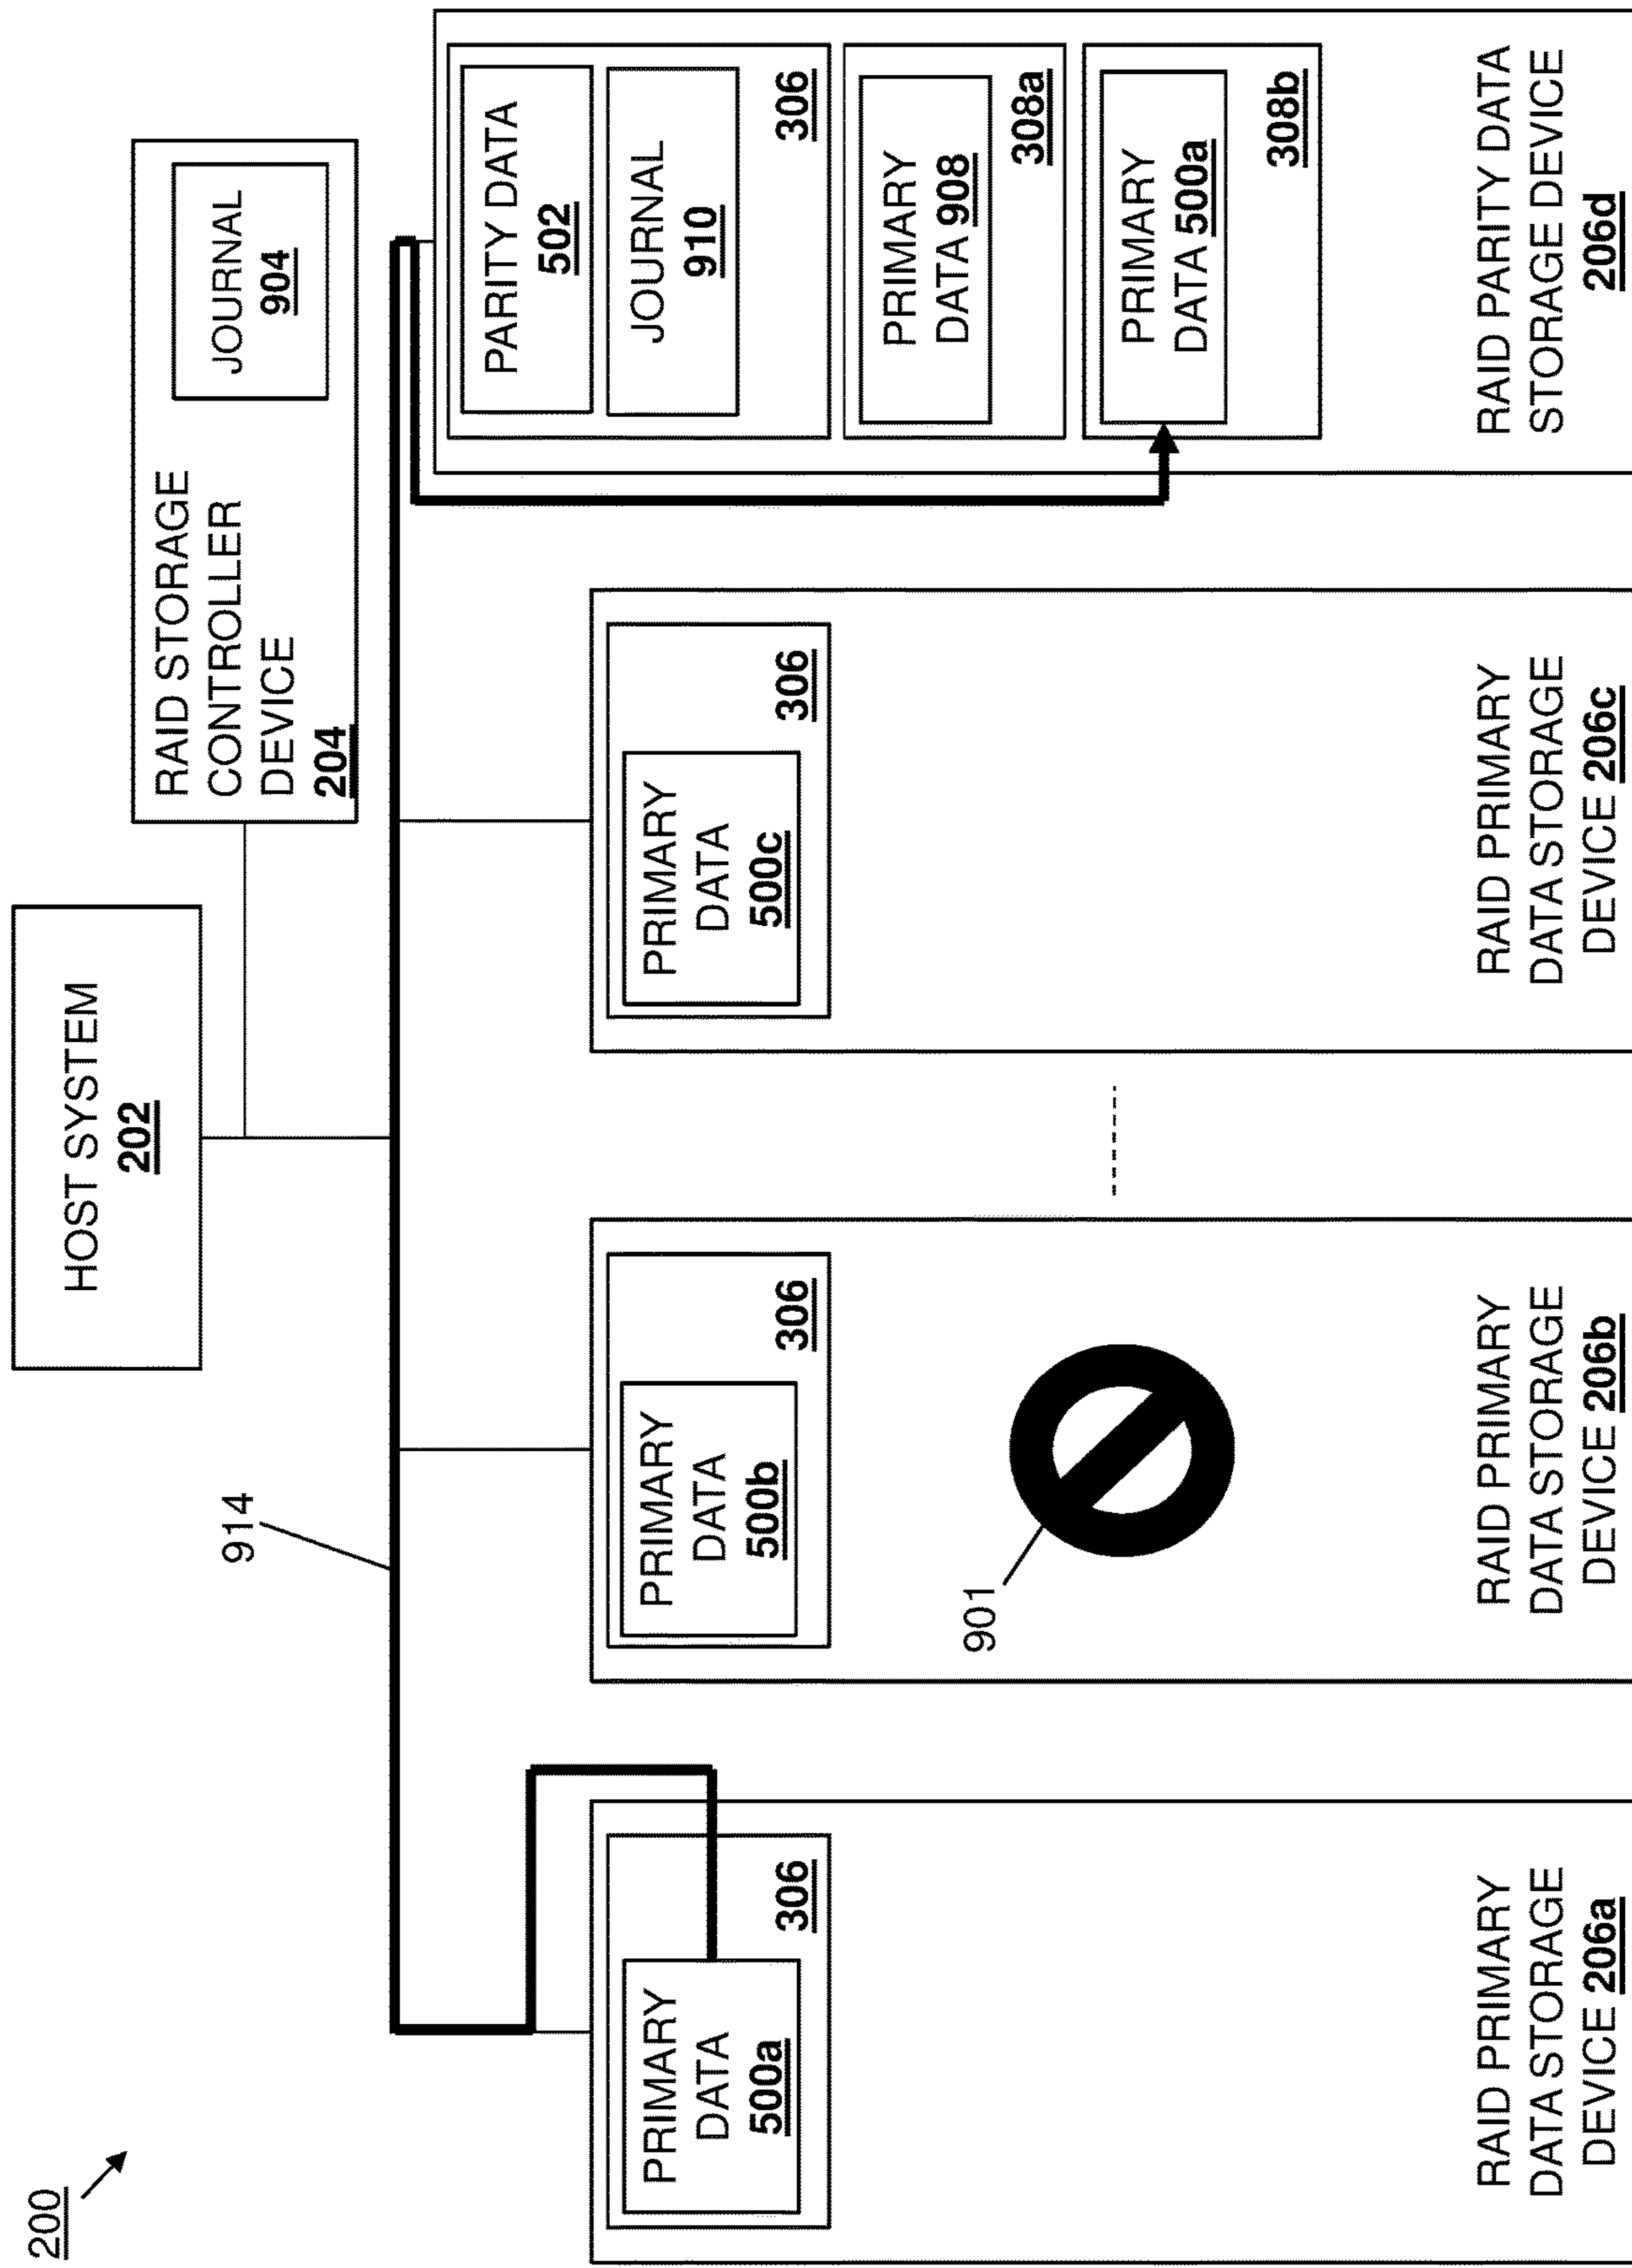 200
HOST SYSTEM
202
RAID STORAGE
CONTROLLER
DEVICE
204
JOURNAL
904
914
PRIMARY
DATA
500a
306
RAID PRIMARY
DATA STORAGE
DEVICE 206a
PRIMARY
DATA
500b
306
901
RAID PRIMARY
DATA STORAGE
DEVICE 206b
PRIMARY
DATA
500c
306
RAID PRIMARY
DATA STORAGE
DEVICE 206c
PARITY DATA
502
JOURNAL
910
306
PRIMARY
DATA 908
308a
PRIMARY
DATA 500a
308b
RAID PARITY DATA
STORAGE DEVICE
206d